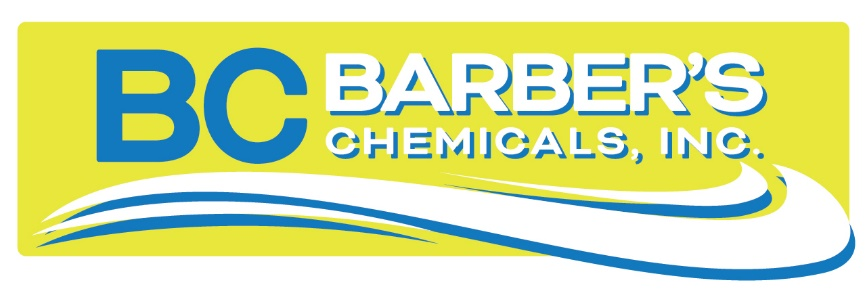 BC BARBER'S
CHEMICALS, INC.